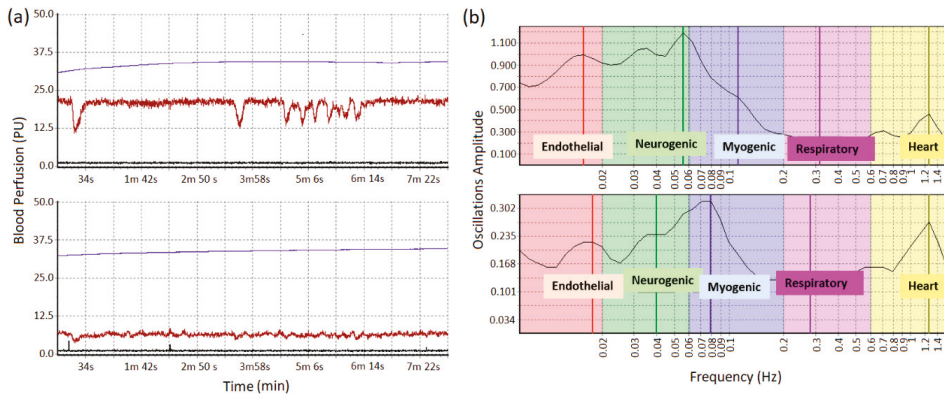 (a)
Blood Perfusion (PU)
50.0
37.5
25.0
12.5
0.0
34s 1m 42s 2m 50 s 3m58s 5m 6s 6m 14s 7m 22s
50.0
37.5
25.0
12.5
0.0
34s 1m 42s 2m 50s 3m58s 5m 6s 6m 14s 7m 22s
Time (min)
(b)
Oscillations Amplitude
1.100
0.900
0.700
0.500
0.300
0.100
Endothelial Neurogenic Myogenic Respiratory Heart
0.02 0.03 0.04 0.05 0.06 0.07 0.08 0.09 0.1 0.2 0.3 0.4 0.5 0.6 0.7 0.8 0.9 1 1.2 1.4
0.302
0.235
0.168
0.101
0.034
Endothelial Neurogenic Myogenic Respiratory Heart
0.02 0.03 0.04 0.05 0.06 0.07 0.08 0.09 0.1 0.2 0.3 0.4 0.5 0.6 0.7 0.8 0.9 1 1.2 1.4
Frequency (Hz)